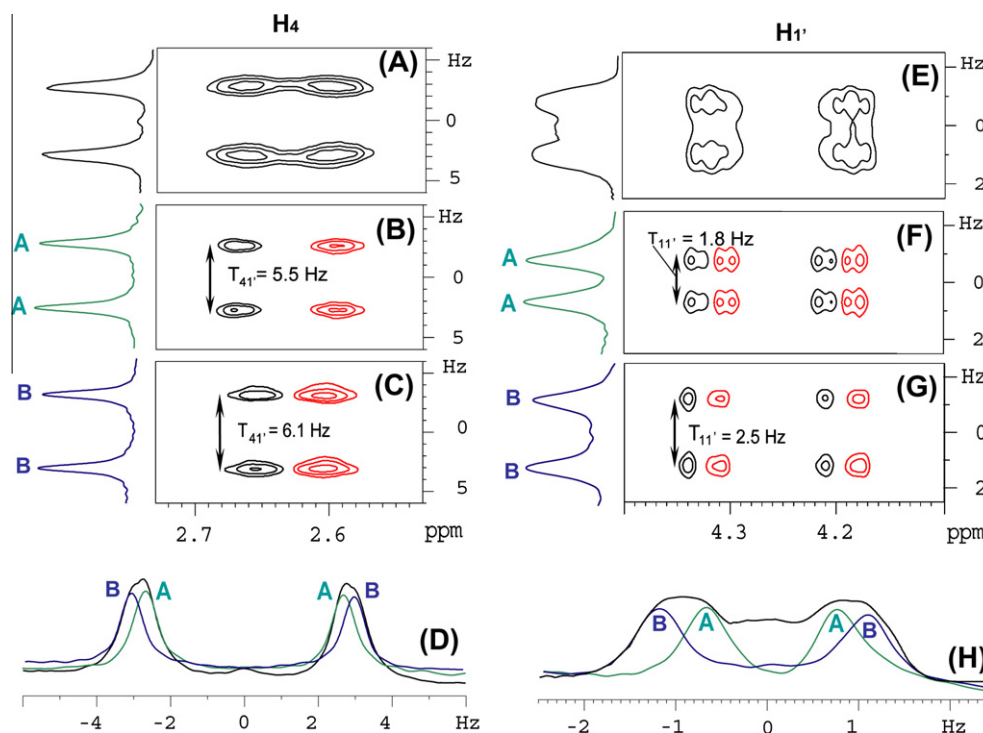 H4
(A)
Hz
0
5
A
A
(B)
T41' = 5.5 Hz
Hz
0
5
B
B
(C)
T41' = 6.1 Hz
Hz
0
5
2.7
2.6
ppm
H1'
(E)
Hz
0
2
A
A
(F)
T11' = 1.8 Hz
Hz
0
2
B
B
(G)
T11' = 2.5 Hz
Hz
0
2
4.3
4.2
ppm
B
A
A
B
(D)
-4
-2
0
2
4
Hz
B
A
A
B
(H)
-2
-1
0
1
Hz